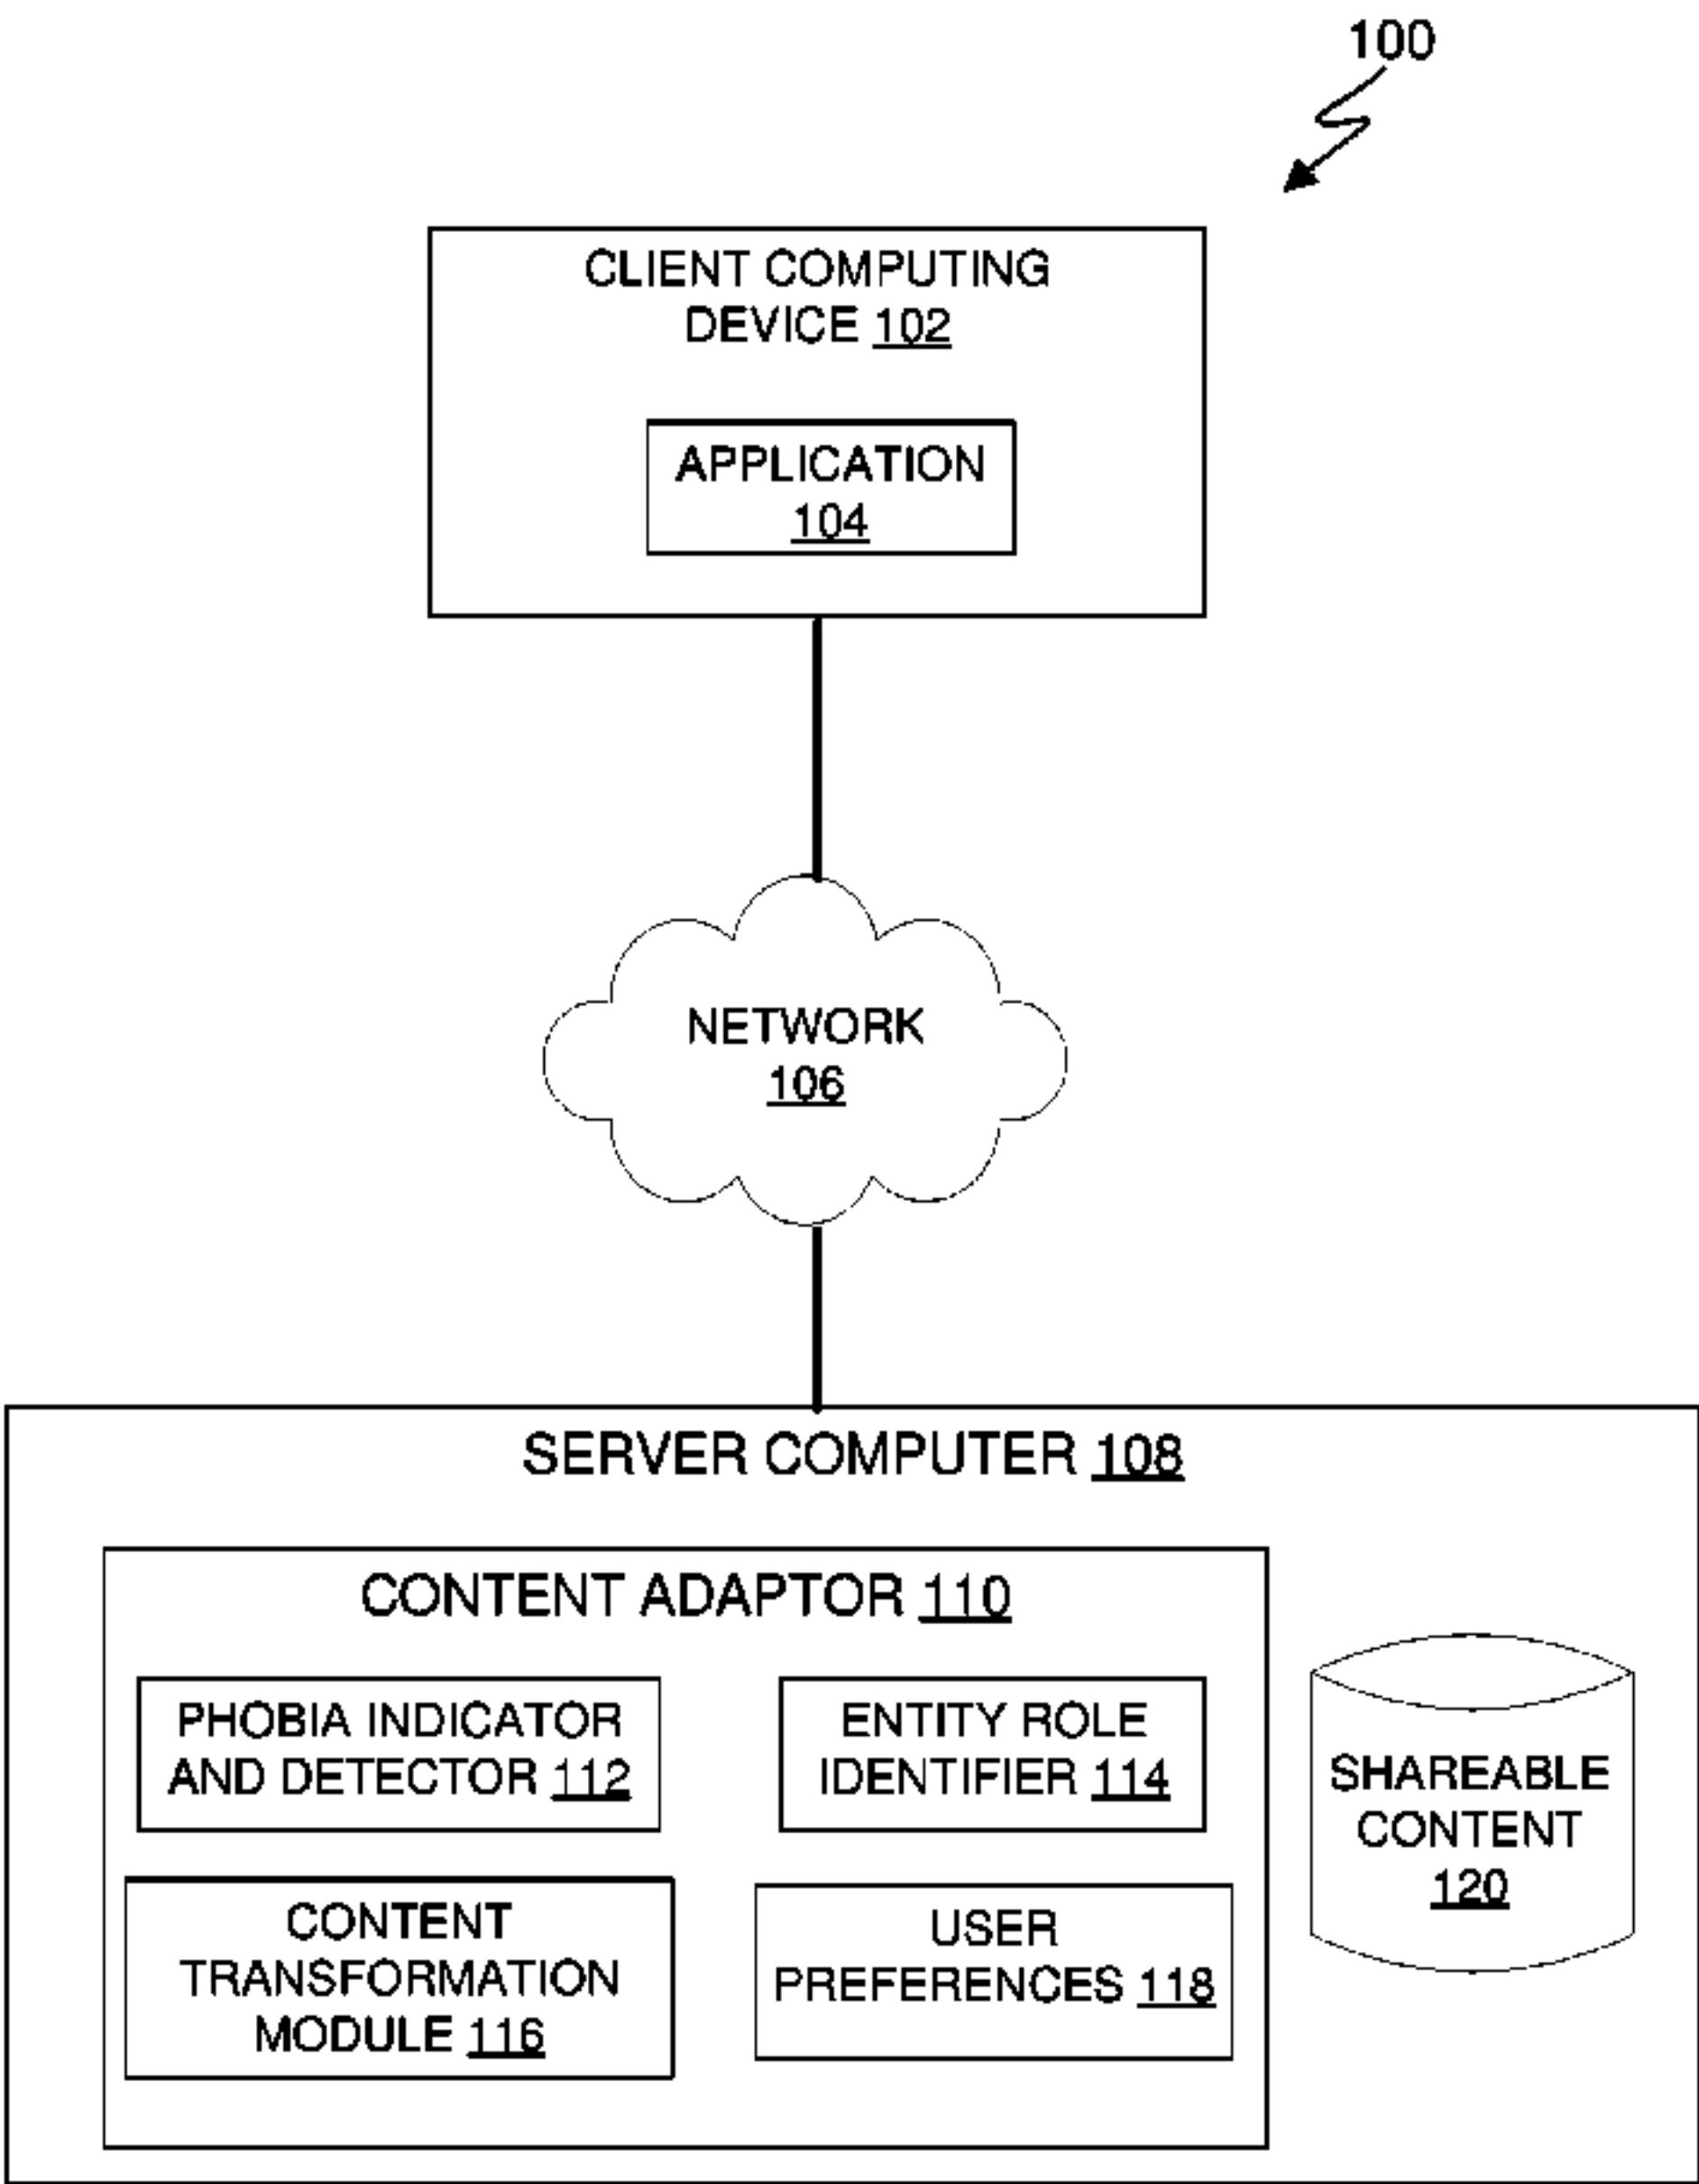 100
CLIENT COMPUTING
DEVICE 102
APPLICATION
104
NETWORK
106
SERVER COMPUTER 108
CONTENT ADAPTOR 110
PHOBIA INDICATOR
AND DETECTOR 112
ENTITY ROLE
IDENTIFIER 114
CONTENT
TRANSFORMATION
MODULE 116
USER
PREFERENCES 118
SHAREABLE
CONTENT
120